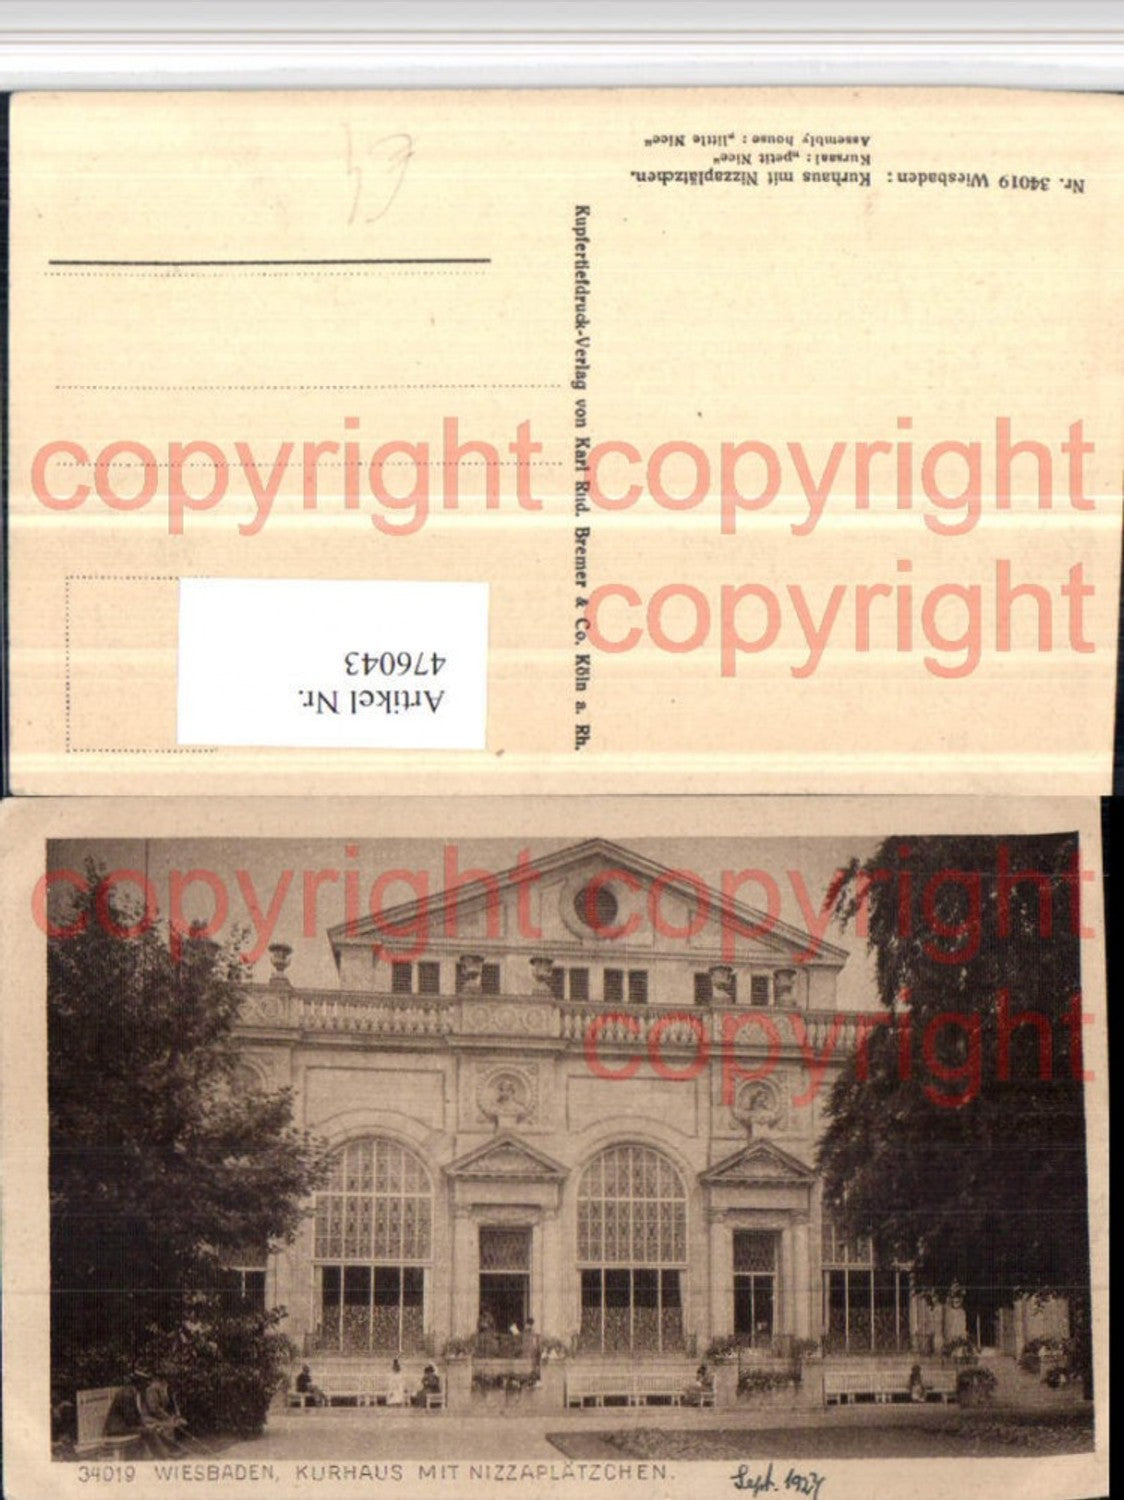 Nr. 34019 Wiesbaden: Kurhaus mit Nizzaplätzchen.
Kursaal: „petit Nice"
Assembly house: „little Nice"
Kupfertiefdruck-Verlag von Karl Rud. Bremer & Co. Köln a. Rh.
copyright copyright
copyright
Artikel Nr.
476043
copyright copyright
copyright
34019 WIESBADEN, KURHAUS MIT NIZZAPLÄTZCHEN.
Sept. 1927